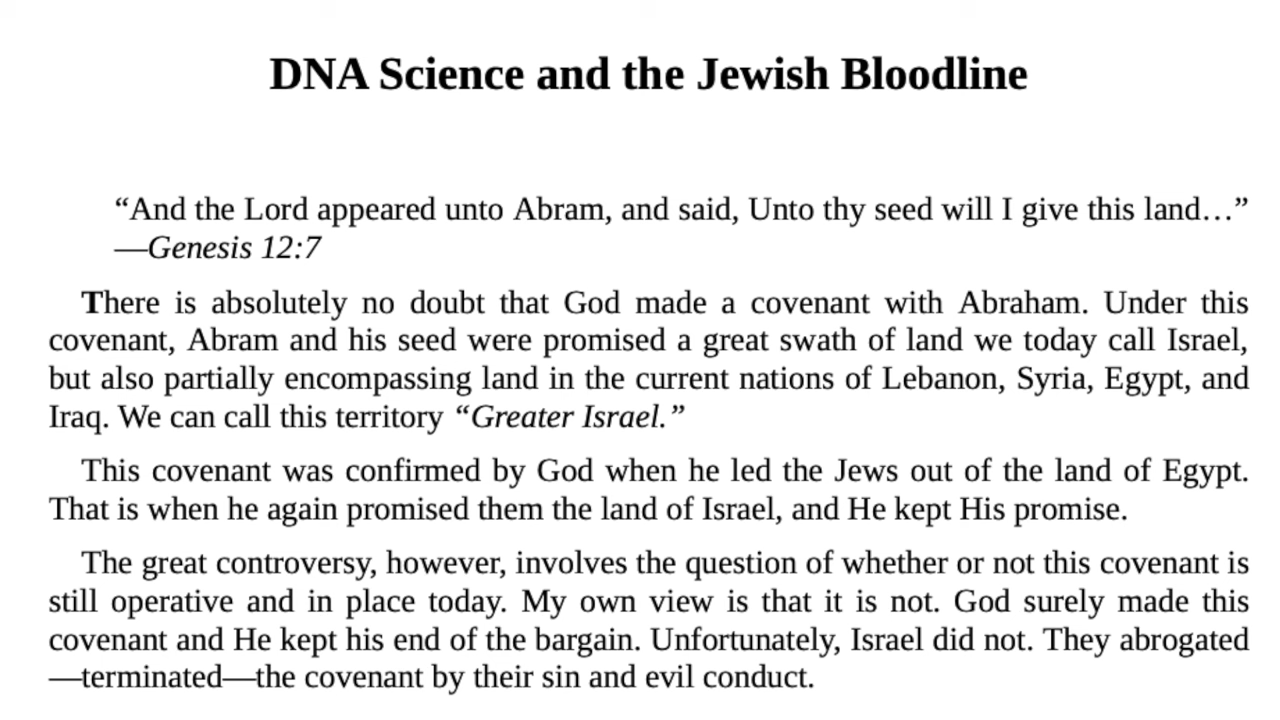 DNA Science and the Jewish Bloodline
“And the Lord appeared unto Abram, and said, Unto thy seed will I give this land…”
—Genesis 12:7
There is absolutely no doubt that God made a covenant with Abraham. Under this
covenant, Abram and his seed were promised a great swath of land we today call Israel,
but also partially encompassing land in the current nations of Lebanon, Syria, Egypt, and
Iraq. We can call this territory “Greater Israel.”
This covenant was confirmed by God when he led the Jews out of the land of Egypt.
That is when he again promised them the land of Israel, and He kept His promise.
The great controversy, however, involves the question of whether or not this covenant is
still operative and in place today. My own view is that it is not. God surely made this
covenant and He kept his end of the bargain. Unfortunately, Israel did not. They abrogated
—terminated—the covenant by their sin and evil conduct.